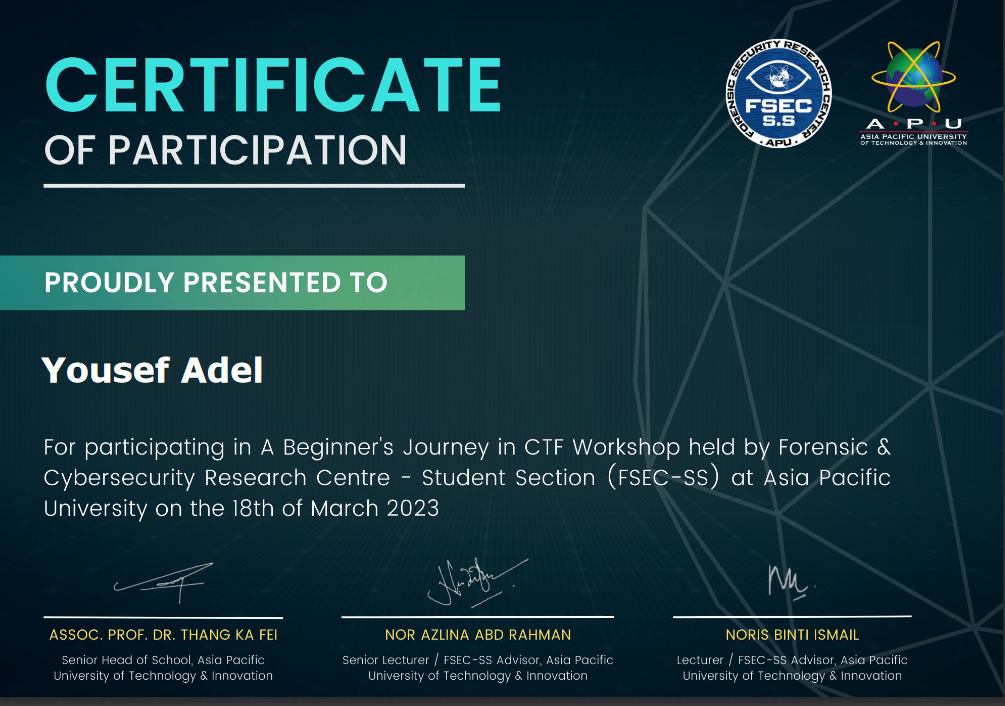 CERTIFICATE
OF PARTICIPATION
FORENSIC SECURITY RESEARCH CENTER
FSEC
S.S
· APU ·
A · P · U
ASIA PACIFIC UNIVERSITY
OF TECHNOLOGY & INNOVATION
PROUDLY PRESENTED TO
Yousef Adel
For participating in A Beginner's Journey in CTF Workshop held by Forensic &
Cybersecurity Research Centre - Student Section (FSEC-SS) at Asia Pacific
University on the 18th of March 2023
ASSOC. PROF. DR. THANG KA FEI
Senior Head of School, Asia Pacific
University of Technology & Innovation
NOR AZLINA ABD RAHMAN
Senior Lecturer / FSEC-SS Advisor, Asia Pacific
University of Technology & Innovation
NORIS BINTI ISMAIL
Lecturer / FSEC-SS Advisor, Asia Pacific
University of Technology & Innovation